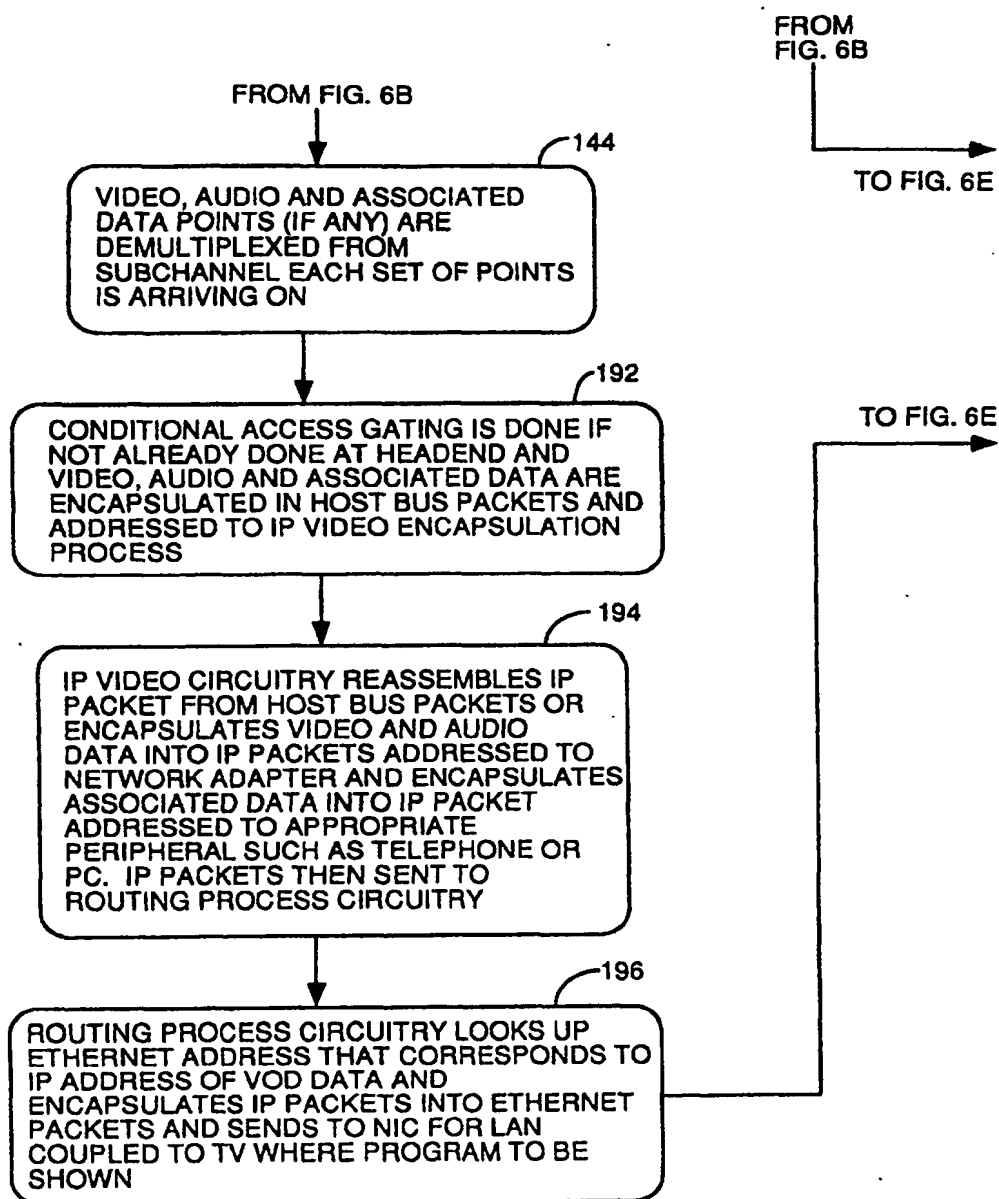 FROM
FIG. 6B
TO FIG. 6E
FROM FIG. 6B
144
VIDEO, AUDIO AND ASSOCIATED
DATA POINTS (IF ANY) ARE
DEMULTIPLEXED FROM
SUBCHANNEL EACH SET OF POINTS
IS ARRIVING ON
192
CONDITIONAL ACCESS GATING IS DONE IF
NOT ALREADY DONE AT HEADEND AND
VIDEO, AUDIO AND ASSOCIATED DATA ARE
ENCAPSULATED IN HOST BUS PACKETS AND
ADDRESSED TO IP VIDEO ENCAPSULATION
PROCESS
TO FIG. 6E
194
IP VIDEO CIRCUITRY REASSEMBLES IP
PACKET FROM HOST BUS PACKETS OR
ENCAPSULATES VIDEO AND AUDIO
DATA INTO IP PACKETS ADDRESSED TO
NETWORK ADAPTER AND ENCAPSULATES
ASSOCIATED DATA INTO IP PACKET
ADDRESSED TO APPROPRIATE
PERIPHERAL SUCH AS TELEPHONE OR
PC. IP PACKETS THEN SENT TO
ROUTING PROCESS CIRCUITRY
196
ROUTING PROCESS CIRCUITRY LOOKS UP
ETHERNET ADDRESS THAT CORRESPONDS TO
IP ADDRESS OF VOD DATA AND
ENCAPSULATES IP PACKETS INTO ETHERNET
PACKETS AND SENDS TO NIC FOR LAN
COUPLED TO TV WHERE PROGRAM TO BE
SHOWN